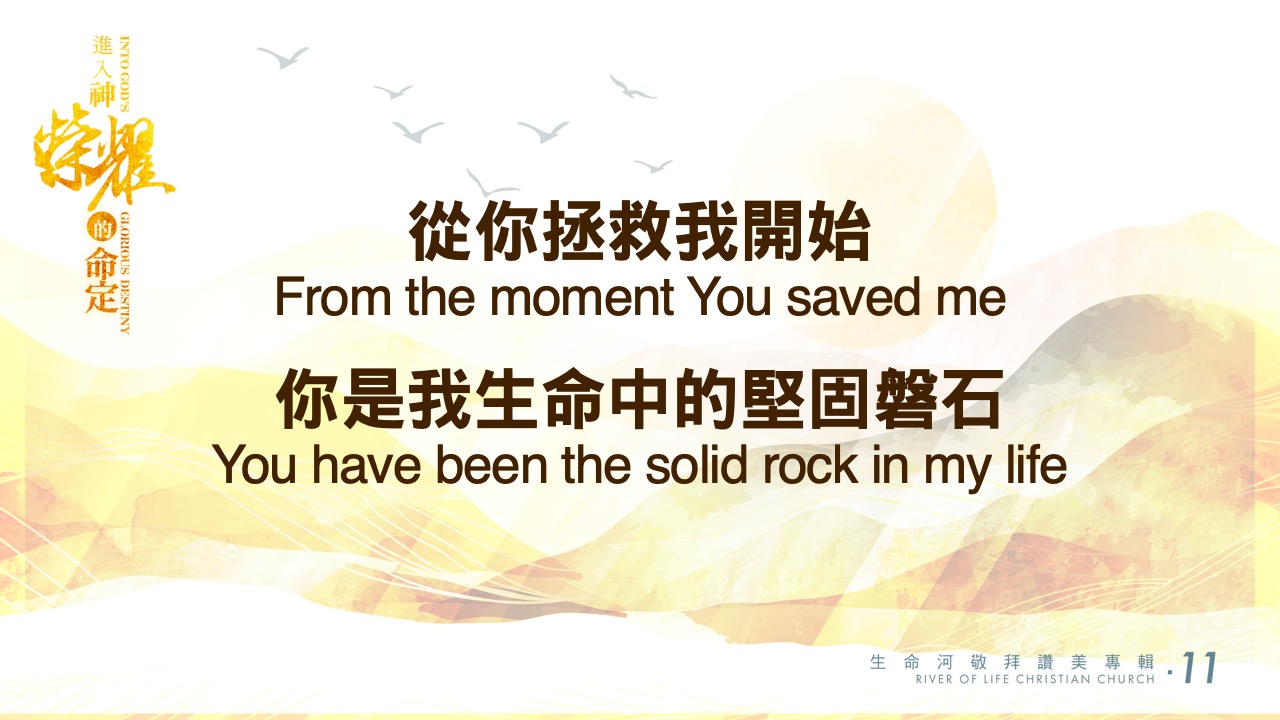 進入神
榮耀
的
命定
INTO GOD'S
GLORIOUS DESTINY
從你拯救我開始
From the moment You saved me
你是我生命中的堅固磐石
You have been the solid rock in my life
生命河敬拜讚美專輯
RIVER OF LIFE CHRISTIAN CHURCH
·11